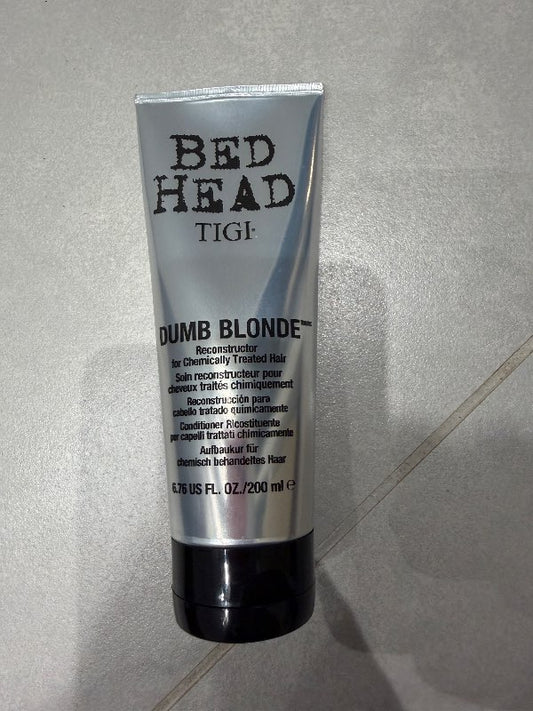 BED
HEAD
TIGI
DUMB BLONDE
Reconstructor
for Chemically Treated Hair
Soin reconstructeur pour
cheveux traités chimiquement
Reconstrucción para
cabello tratado quimicamente
Conditioner Ricostituente
per capelli trattati chimicamente
Aufbaukur für
chemisch behandeltes Haar
6.76 US FL. OZ./200 ml ℮